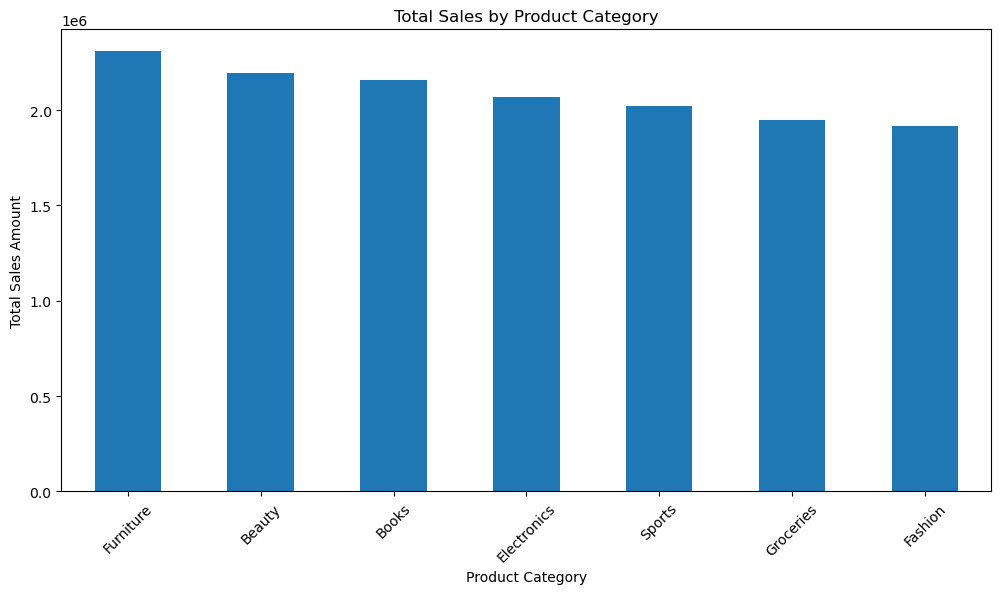 Total Sales by Product Category
1e6
2.0
1.5
1.0
0.5
0.0
Total Sales Amount
Furniture
Beauty
Books
Electronics
Sports
Groceries
Fashion
Product Category